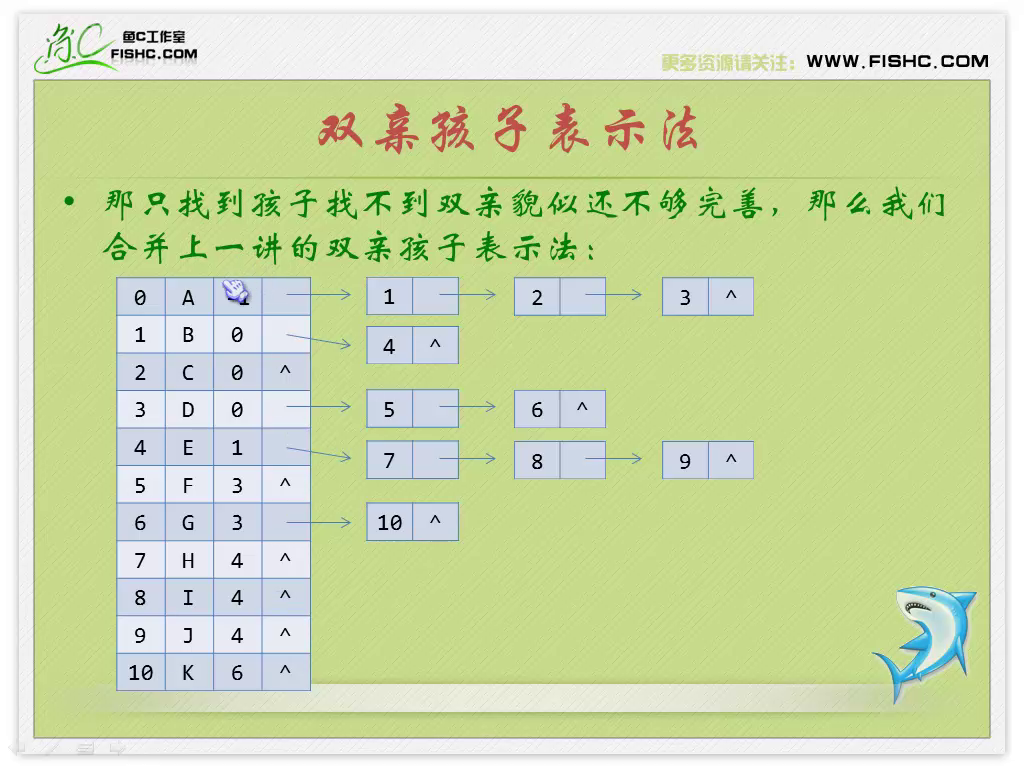 鱼C 鱼C工作室
FISHC.COM
更多资源请关注： WWW.FISHC.COM
双亲孩子表示法
• 那只找到孩子找不到双亲貌似还不够完善，那么我们
合并上一讲的双亲孩子表示法：
0 A -1 1 2 3 ^
1 B 0 4 ^
2 C 0 ^
3 D 0 5 6 ^
4 E 1 7 8 9 ^
5 F 3 ^
6 G 3 10 ^
7 H 4 ^
8 I 4 ^
9 J 4 ^
10 K 6 ^